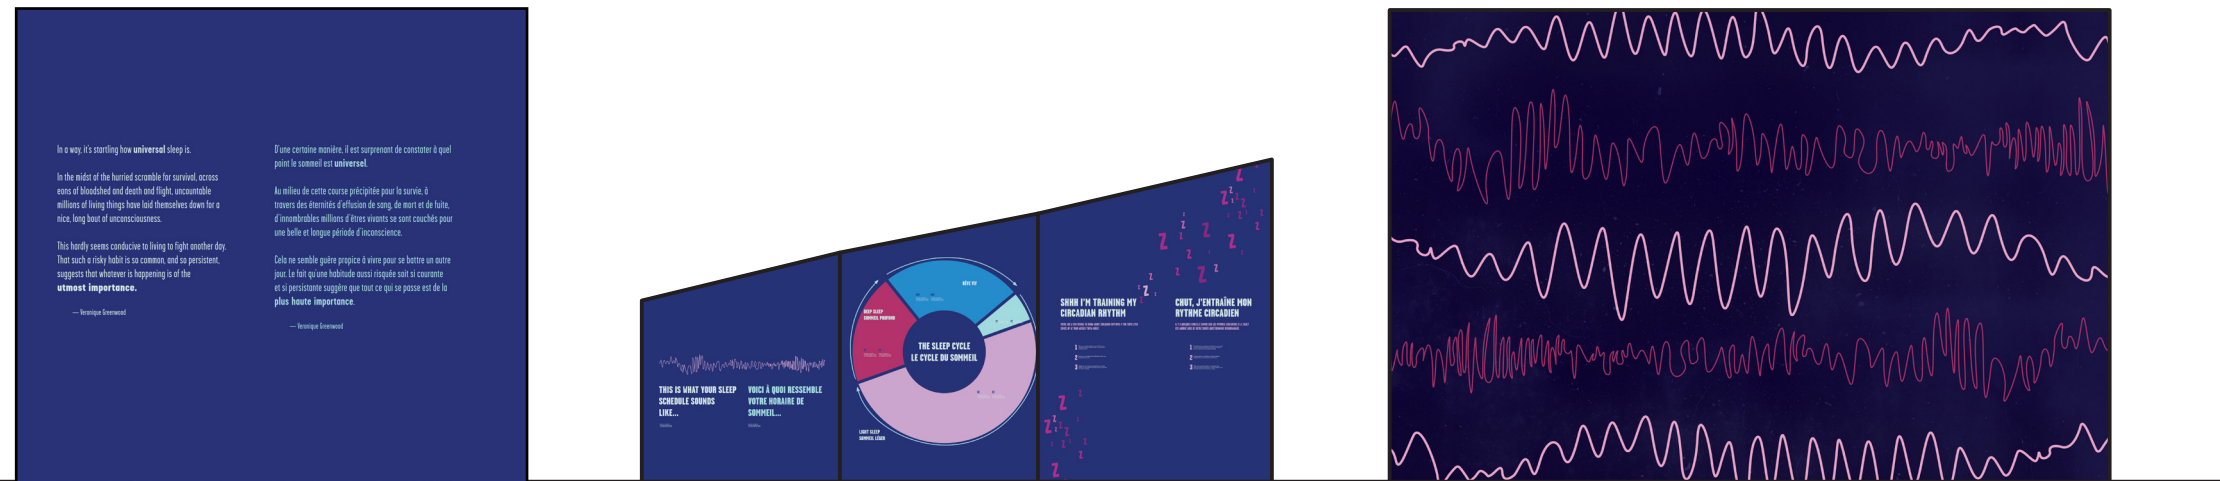 In a way, it's startling how universal sleep is.
In the midst of the hurried scramble for survival, across
eons of bloodshed and death and flight, uncountable
millions of living things have laid themselves down for a
nice, long bout of unconsciousness.
This hardly seems conducive to living to fight another day.
That such a risky habit is so common, and so persistent,
suggests that whatever is happening is of the
utmost importance.
— Veronique Greenwood
D'une certaine manière, il est surprenant de constater à quel
point le sommeil est universel.
Au milieu de cette course précipitée pour la survie, à
travers des éternités d'effusion de sang, de mort et de fuite,
d'innombrables millions d'êtres vivants se sont couchés pour
une belle et longue période d'inconscience.
Cela ne semble guère propice à vivre pour se battre un autre
jour. Le fait qu'une habitude aussi risquée soit si courante
et si persistante suggère que tout ce qui se passe est de la
plus haute importance.
— Veronique Greenwood
THIS IS WHAT YOUR SLEEP
SCHEDULE SOUNDS
LIKE...
VOICI À QUOI RESSEMBLE
VOTRE HORAIRE DE
SOMMEIL...
RÊVE VIF
DEEP SLEEP
SOMMEIL PROFOND
THE SLEEP CYCLE
LE CYCLE DU SOMMEIL
LIGHT SLEEP
SOMMEIL LÉGER
SHHH I'M TRAINING MY
CIRCADIAN RHYTHM
1
2
3
CHUT, J'ENTRAÎNE MON
RYTHME CIRCADIEN
1
2
3